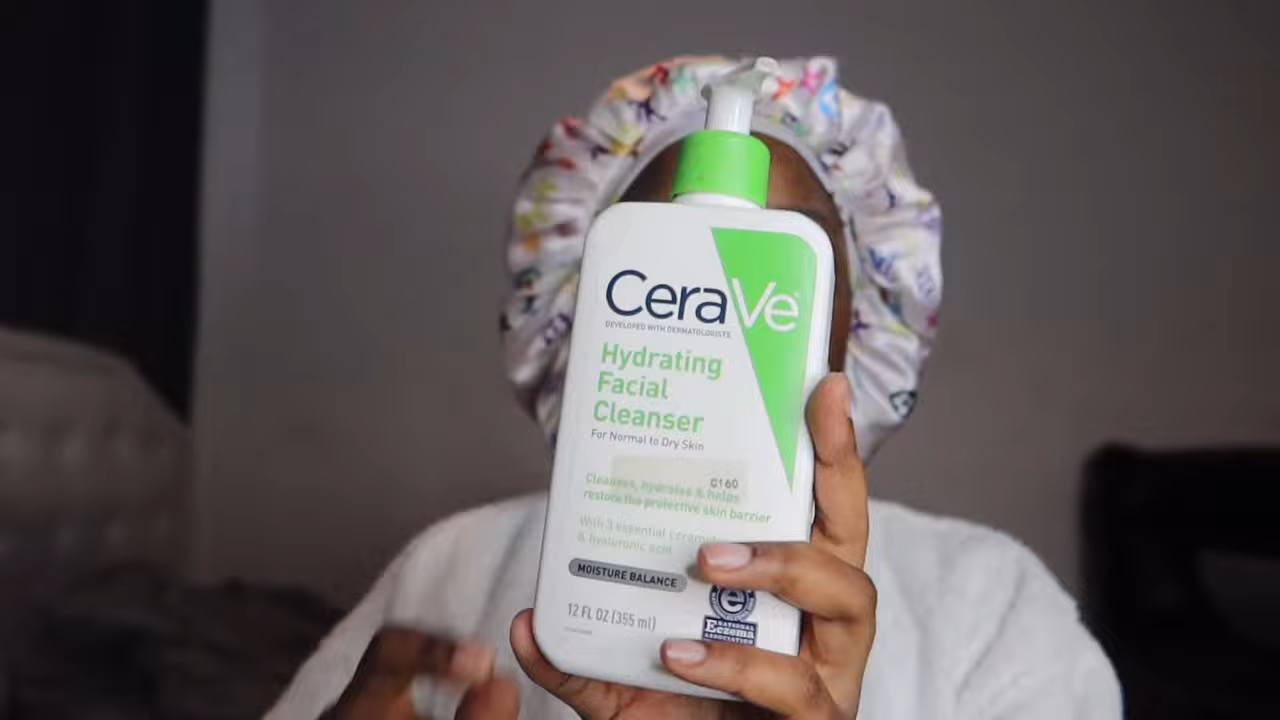 CeraVe
DEVELOPED WITH DERMATOLOGISTS
Hydrating
Facial
Cleanser
For Normal to Dry Skin
C160
Cleanses, hydrates & helps
restore the protective skin barrier
With 3 essential
& hyaluronic acid
MOISTURE BALANCE
12 FL OZ (355 ml)
e
NATIONAL
Eczema
ASSOCIATION